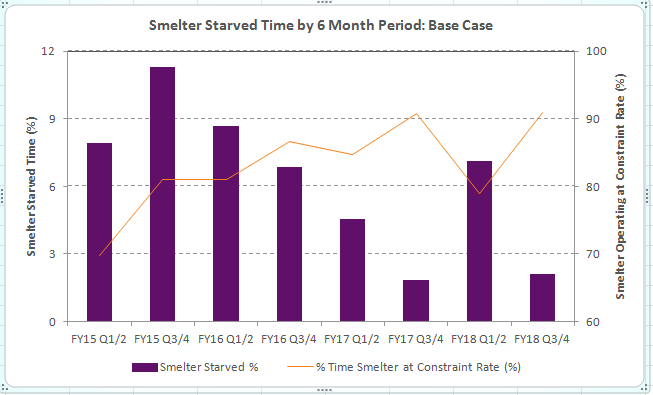 Smelter Starved Time by 6 Month Period: Base Case
Smelter Starved Time (%)
12
9
6
3
0
100
90
80
70
60
Smelter Operating at Constraint Rate (%)
FY15 Q1/2 FY15 Q3/4 FY16 Q1/2 FY16 Q3/4 FY17 Q1/2 FY17 Q3/4 FY18 Q1/2 FY18 Q3/4
Smelter Starved % % Time Smelter at Constraint Rate (%)